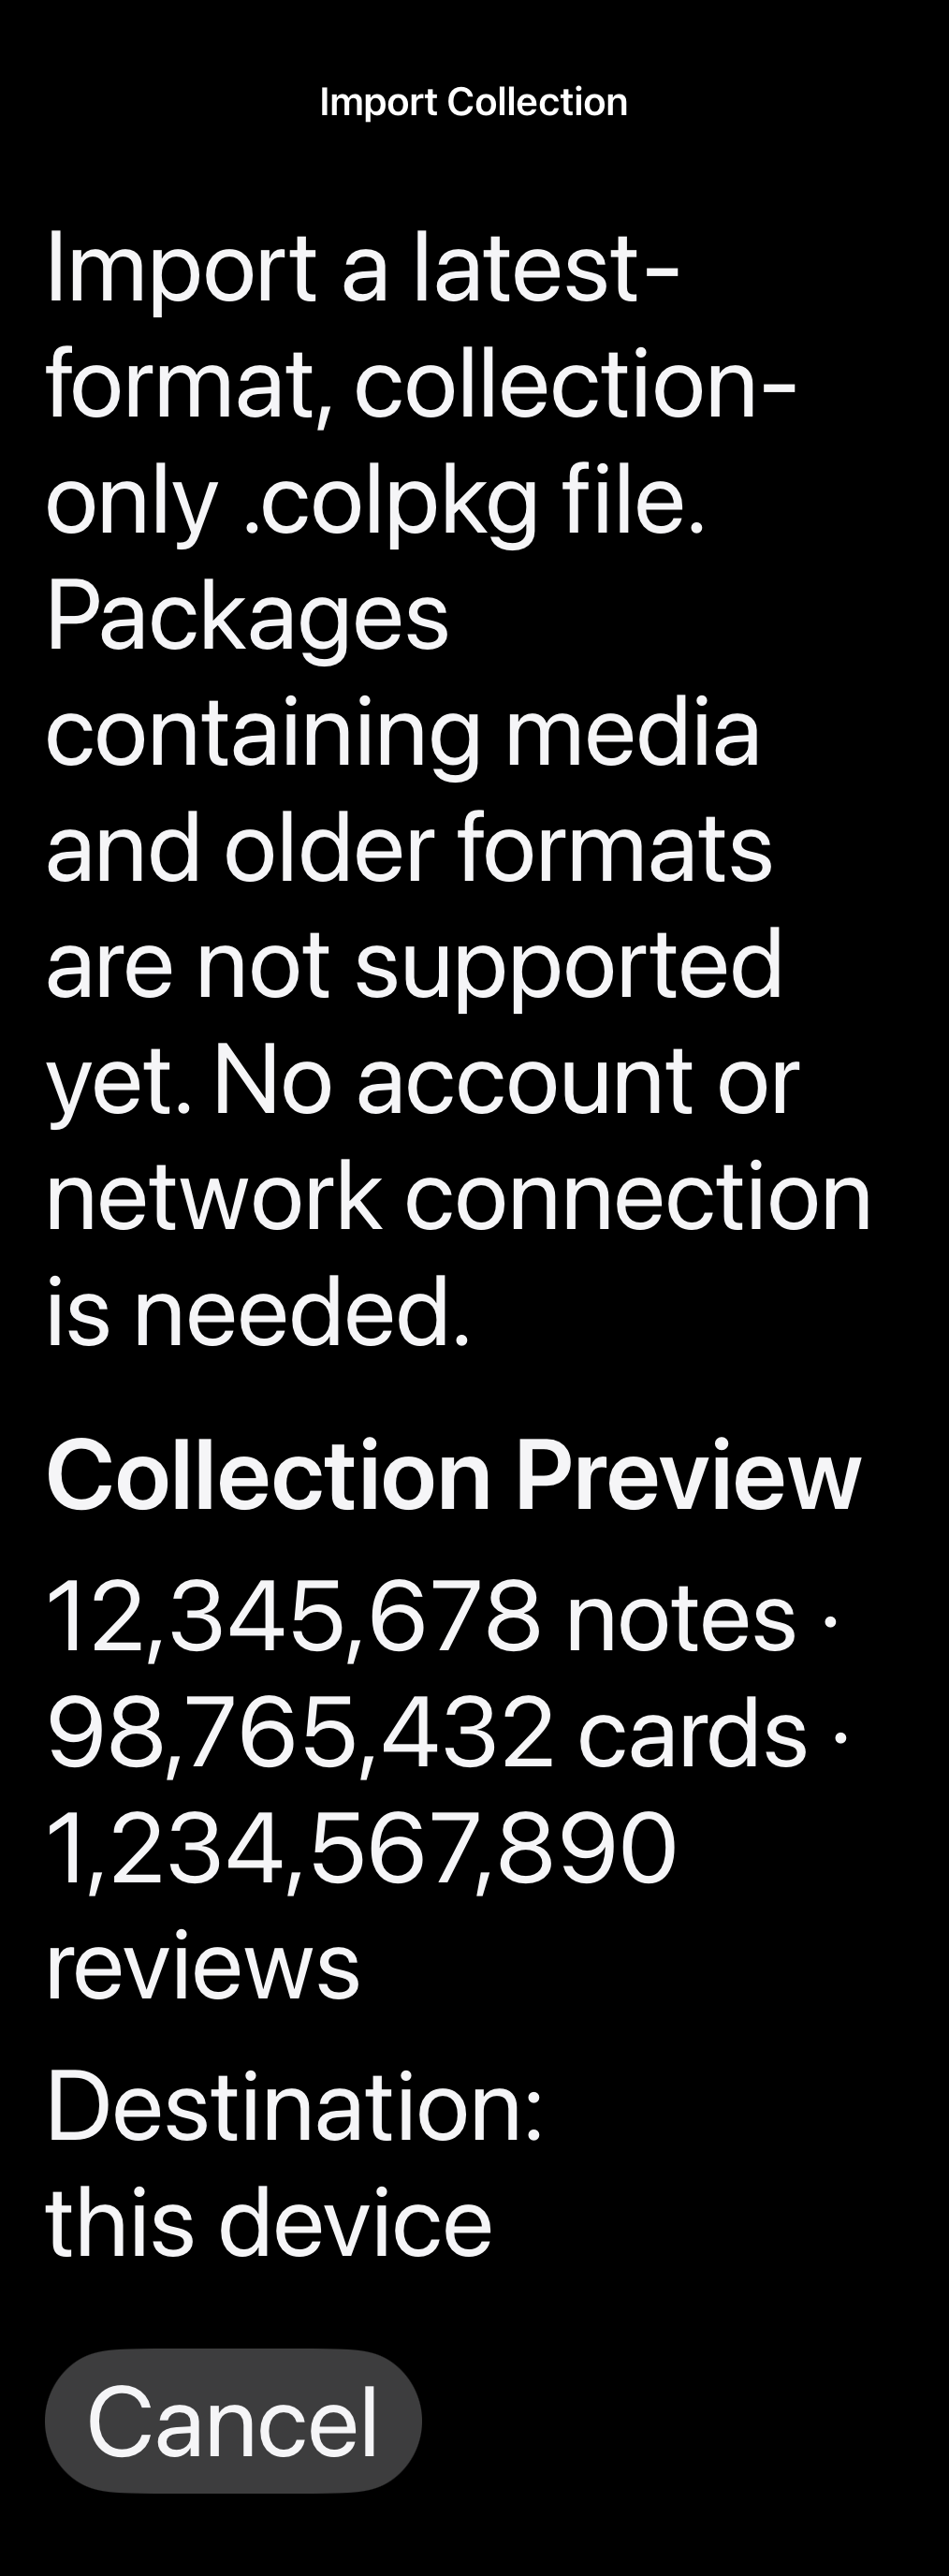 Import Collection
Import a latest-
format, collection-
only .colpkg file.
Packages
containing media
and older formats
are not supported
yet. No account or
network connection
is needed.
Collection Preview
12,345,678 notes ·
98,765,432 cards ·
1,234,567,890
reviews
Destination:
this device
Cancel